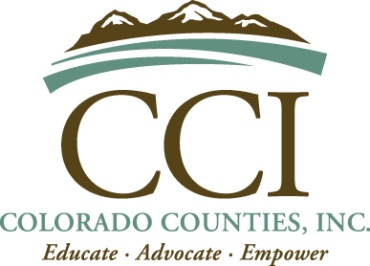 CCI
COLORADO COUNTIES, INC.
Educate · Advocate · Empower